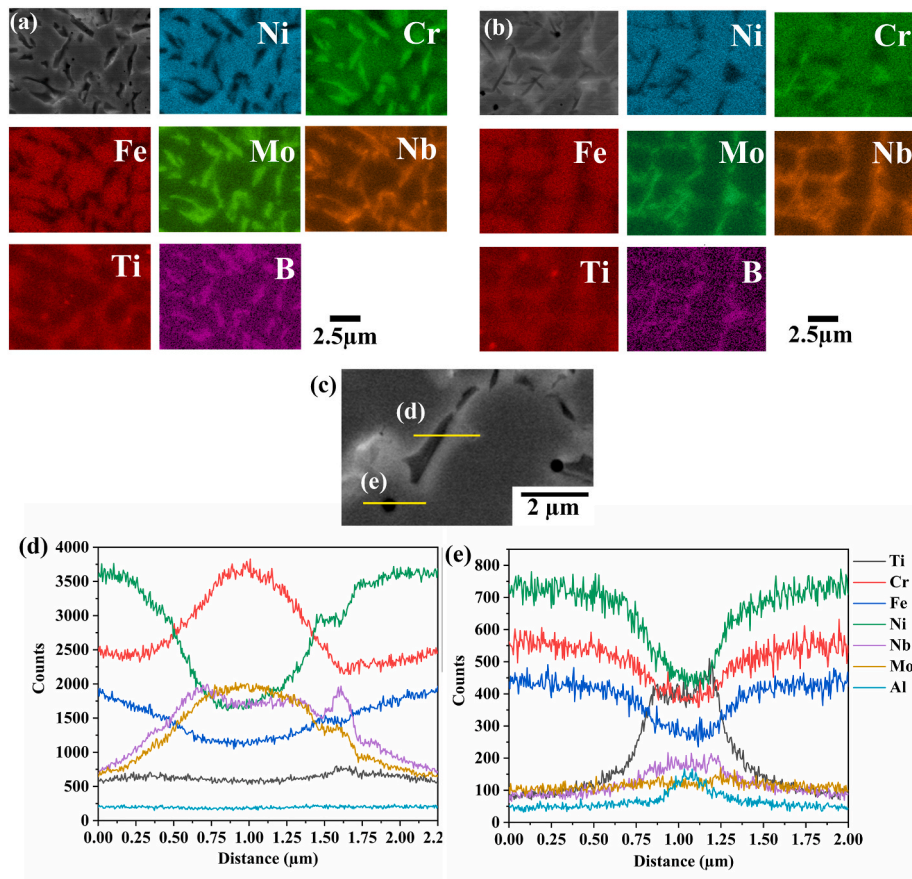 (a)
Ni
Cr
Fe
Mo
Nb
Ti
B
2.5μm
(b)
Ni
Cr
Fe
Mo
Nb
Ti
B
2.5μm
(c)
(d)
(e)
2 μm
(d)
4000
3500
3000
2500
2000
1500
1000
500
0
Counts
0.00 0.25 0.50 0.75 1.00 1.25 1.50 1.75 2.00 2.25
Distance (μm)
(e)
800
700
600
500
400
300
200
100
0
Counts
0.00 0.25 0.50 0.75 1.00 1.25 1.50 1.75 2.00
Distance (μm)
Ti
Cr
Fe
Ni
Nb
Mo
Al